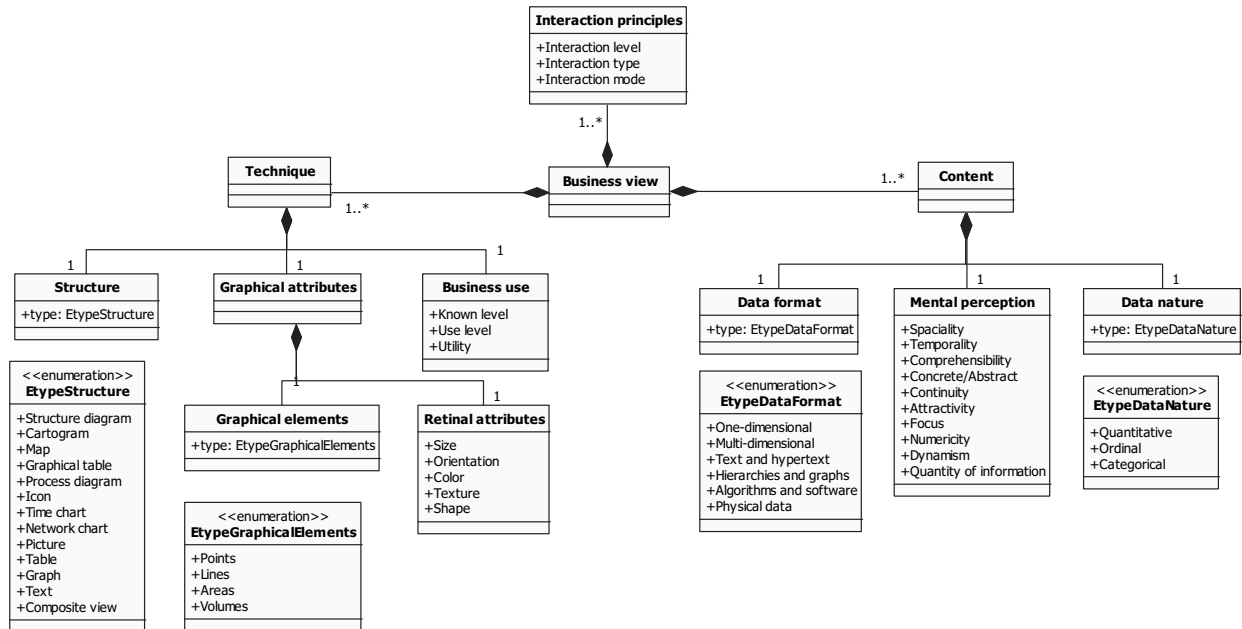 Interaction principles
+Interaction level
+Interaction type
+Interaction mode
1..*
Technique
1..*
Business view
1..*
Content
1
1
1
Structure
+type: EtypeStructure
Graphical attributes
Business use
+Known level
+Use level
+Utility
1
1
1
Data format
+type: EtypeDataFormat
Mental perception
+Spaciality
+Temporality
+Comprehensibility
+Concrete/Abstract
+Continuity
+Attractivity
+Focus
+Numericity
+Dynamism
+Quantity of information
Data nature
+type: EtypeDataNature
<<enumeration>>
EtypeStructure
+Structure diagram
+Cartogram
+Map
+Graphical table
+Process diagram
+Icon
+Time chart
+Network chart
+Picture
+Table
+Graph
+Text
+Composite view
1
1
Graphical elements
+type: EtypeGraphicalElements
Retinal attributes
+Size
+Orientation
+Color
+Texture
+Shape
<<enumeration>>
EtypeGraphicalElements
+Points
+Lines
+Areas
+Volumes
<<enumeration>>
EtypeDataFormat
+One-dimensional
+Multi-dimensional
+Text and hypertext
+Hierarchies and graphs
+Algorithms and software
+Physical data
<<enumeration>>
EtypeDataNature
+Quantitative
+Ordinal
+Categorical